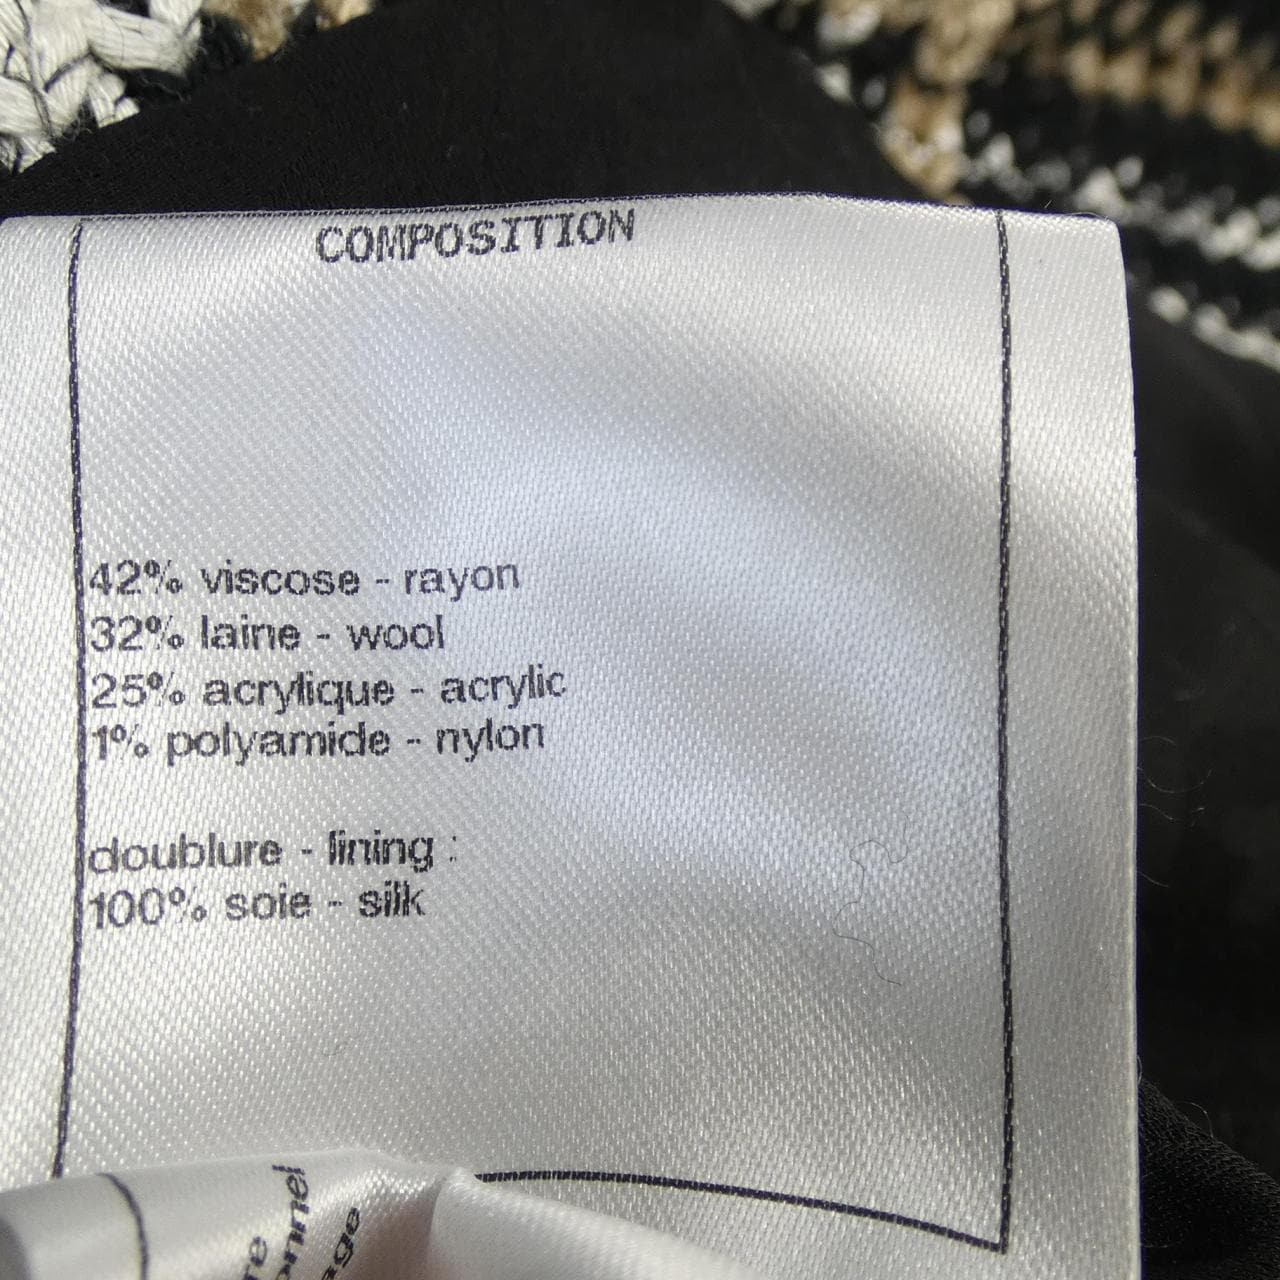 COMPOSITION
42% viscose - rayon
32% laine - wool
25% acrylique - acrylic
1% polyamide - nylon
doublure - lining :
100% soie - silk